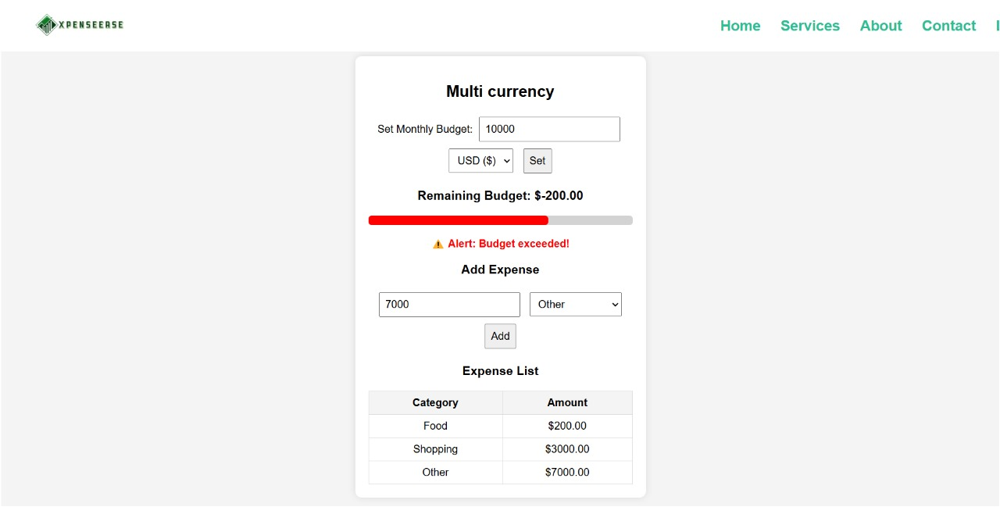 XPENSEEASE
Home Services About Contact
Multi currency
Set Monthly Budget: 10000
USD ($) Set
Remaining Budget: $-200.00
⚠ Alert: Budget exceeded!
Add Expense
7000 Other
Add
Expense List
Category Amount
Food $200.00
Shopping $3000.00
Other $7000.00